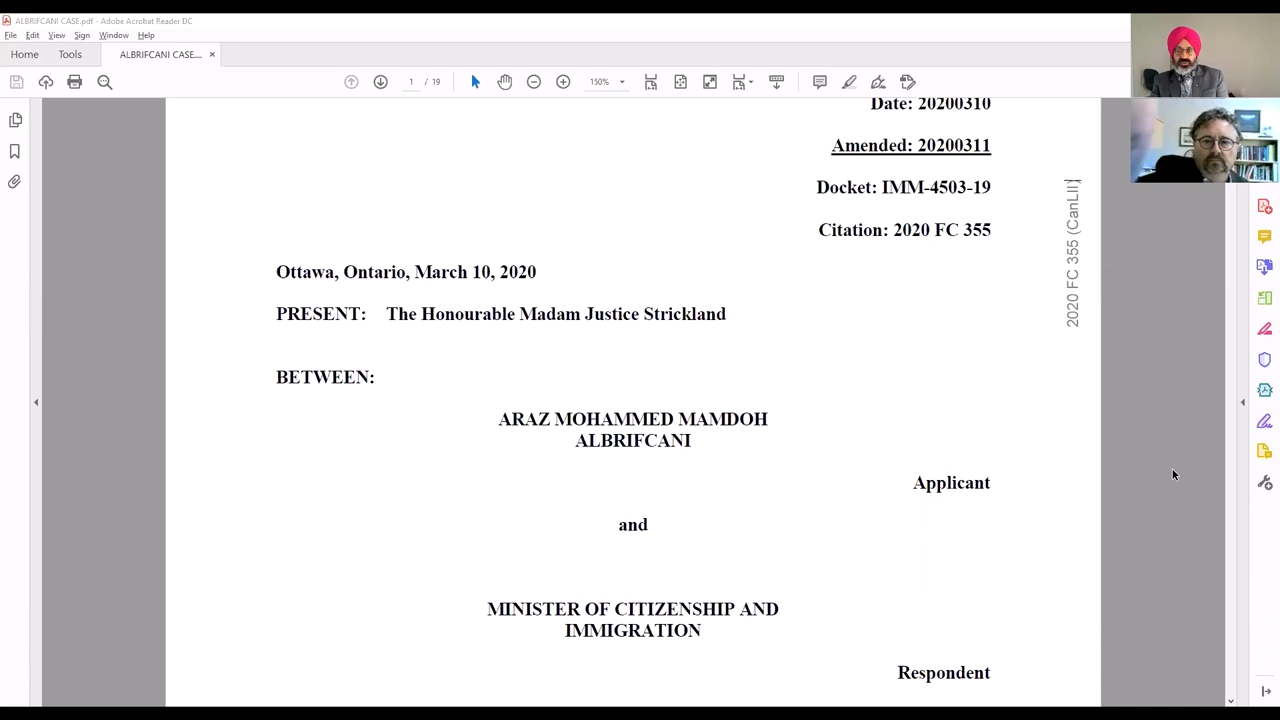 ALBRIFCANI CASE.pdf - Adobe Acrobat Reader DC
File Edit View Sign Window Help
Home Tools ALBRIFCANI CASE.... ×
1 / 19 150%
Date: 20200310
Amended: 20200311
Docket: IMM-4503-19
Citation: 2020 FC 355
2020 FC 355 (CanLII)
Ottawa, Ontario, March 10, 2020
PRESENT: The Honourable Madam Justice Strickland
BETWEEN:
ARAZ MOHAMMED MAMDOH
ALBRIFCANI
Applicant
and
MINISTER OF CITIZENSHIP AND
IMMIGRATION
Respondent